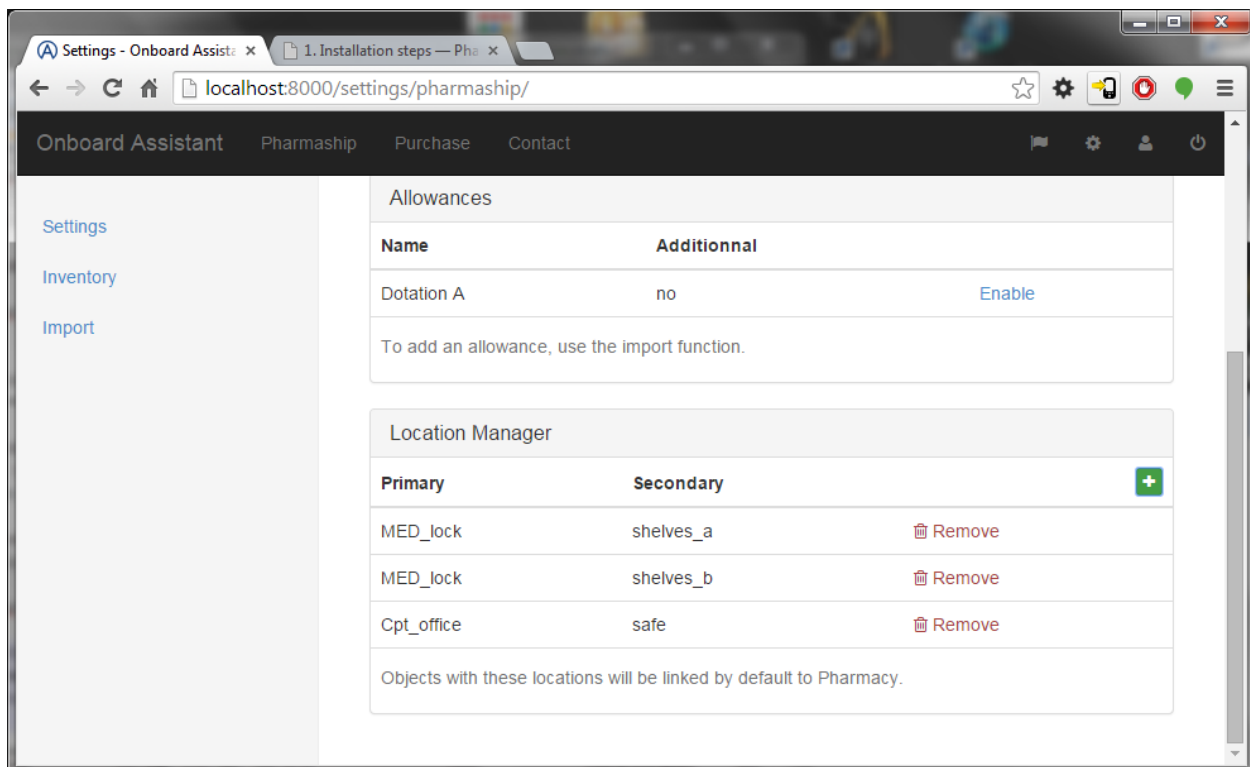 Settings - Onboard Assista
1. Installation steps — Pha
localhost:8000/settings/pharmaship/
Onboard Assistant Pharmaship Purchase Contact
Settings
Inventory
Import
Allowances
Name Additionnal
Dotation A no Enable
To add an allowance, use the import function.
Location Manager
Primary Secondary
MED_lock shelves_a Remove
MED_lock shelves_b Remove
Cpt_office safe Remove
Objects with these locations will be linked by default to Pharmacy.